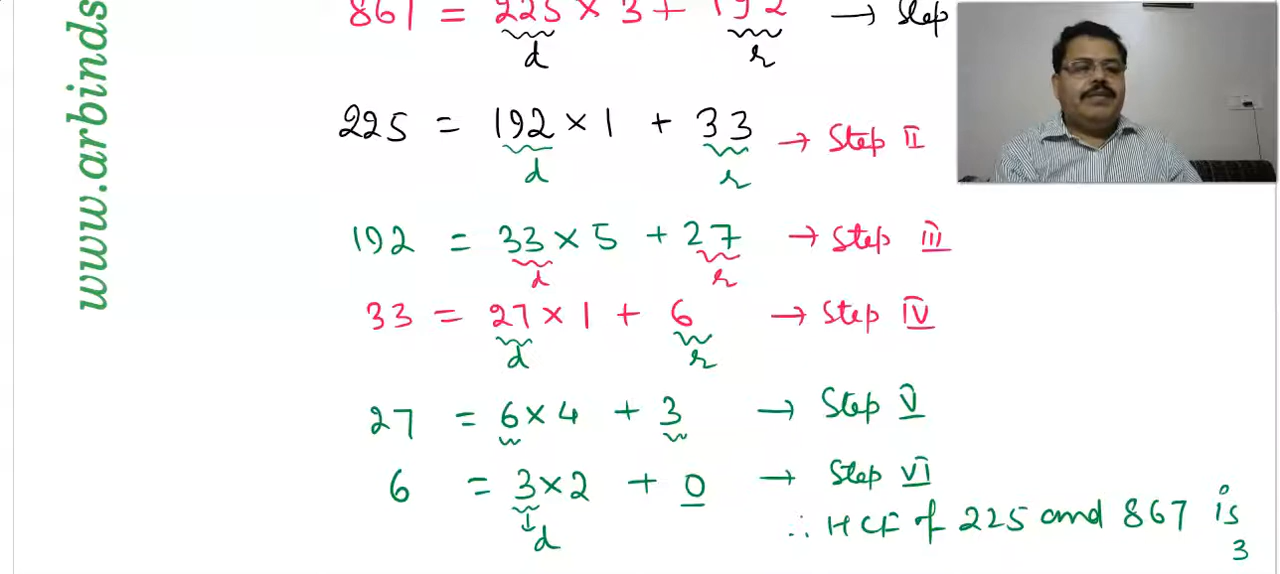 www.arbinds
867 = 225 × 3 + 192 → Step
d r
225 = 192 × 1 + 33 → Step II
d r
192 = 33 × 5 + 27 → Step III
d r
33 = 27 × 1 + 6 → Step IV
d r
27 = 6 × 4 + 3 → Step V
6 = 3 × 2 + 0 → Step VI
d
∴ HCF of 225 and 867 is
3